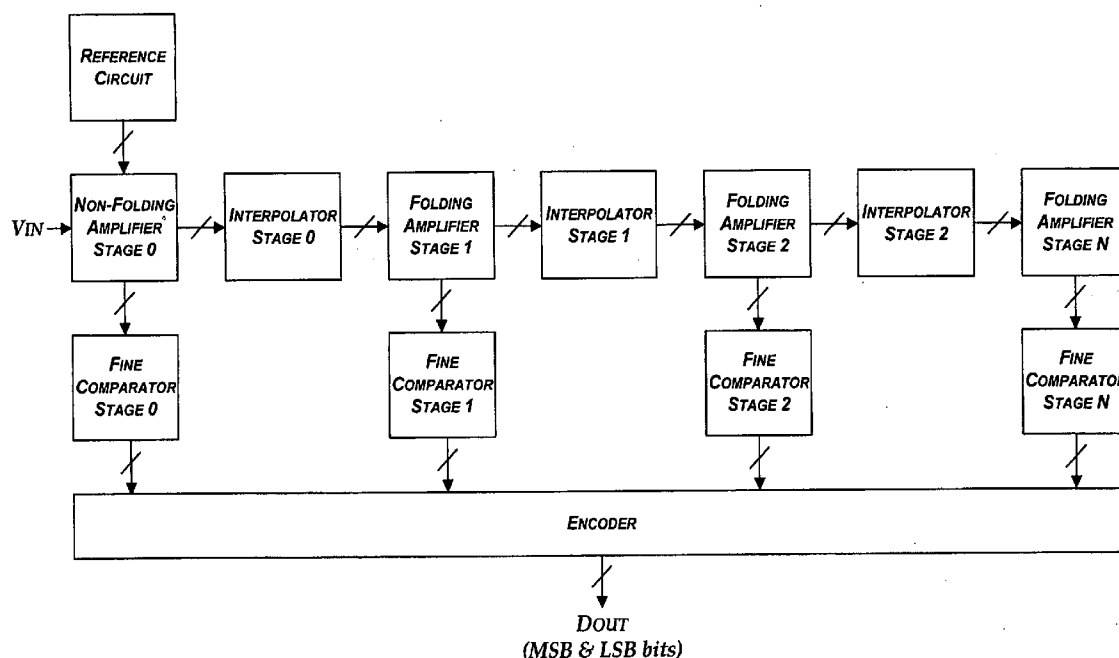 REFERENCE
CIRCUIT
VIN
NON-FOLDING
AMPLIFIER
STAGE 0
INTERPOLATOR
STAGE 0
FOLDING
AMPLIFIER
STAGE 1
INTERPOLATOR
STAGE 1
FOLDING
AMPLIFIER
STAGE 2
INTERPOLATOR
STAGE 2
FOLDING
AMPLIFIER
STAGE N
FINE
COMPARATOR
STAGE 0
FINE
COMPARATOR
STAGE 1
FINE
COMPARATOR
STAGE 2
FINE
COMPARATOR
STAGE N
ENCODER
DOUT
(MSB & LSB bits)